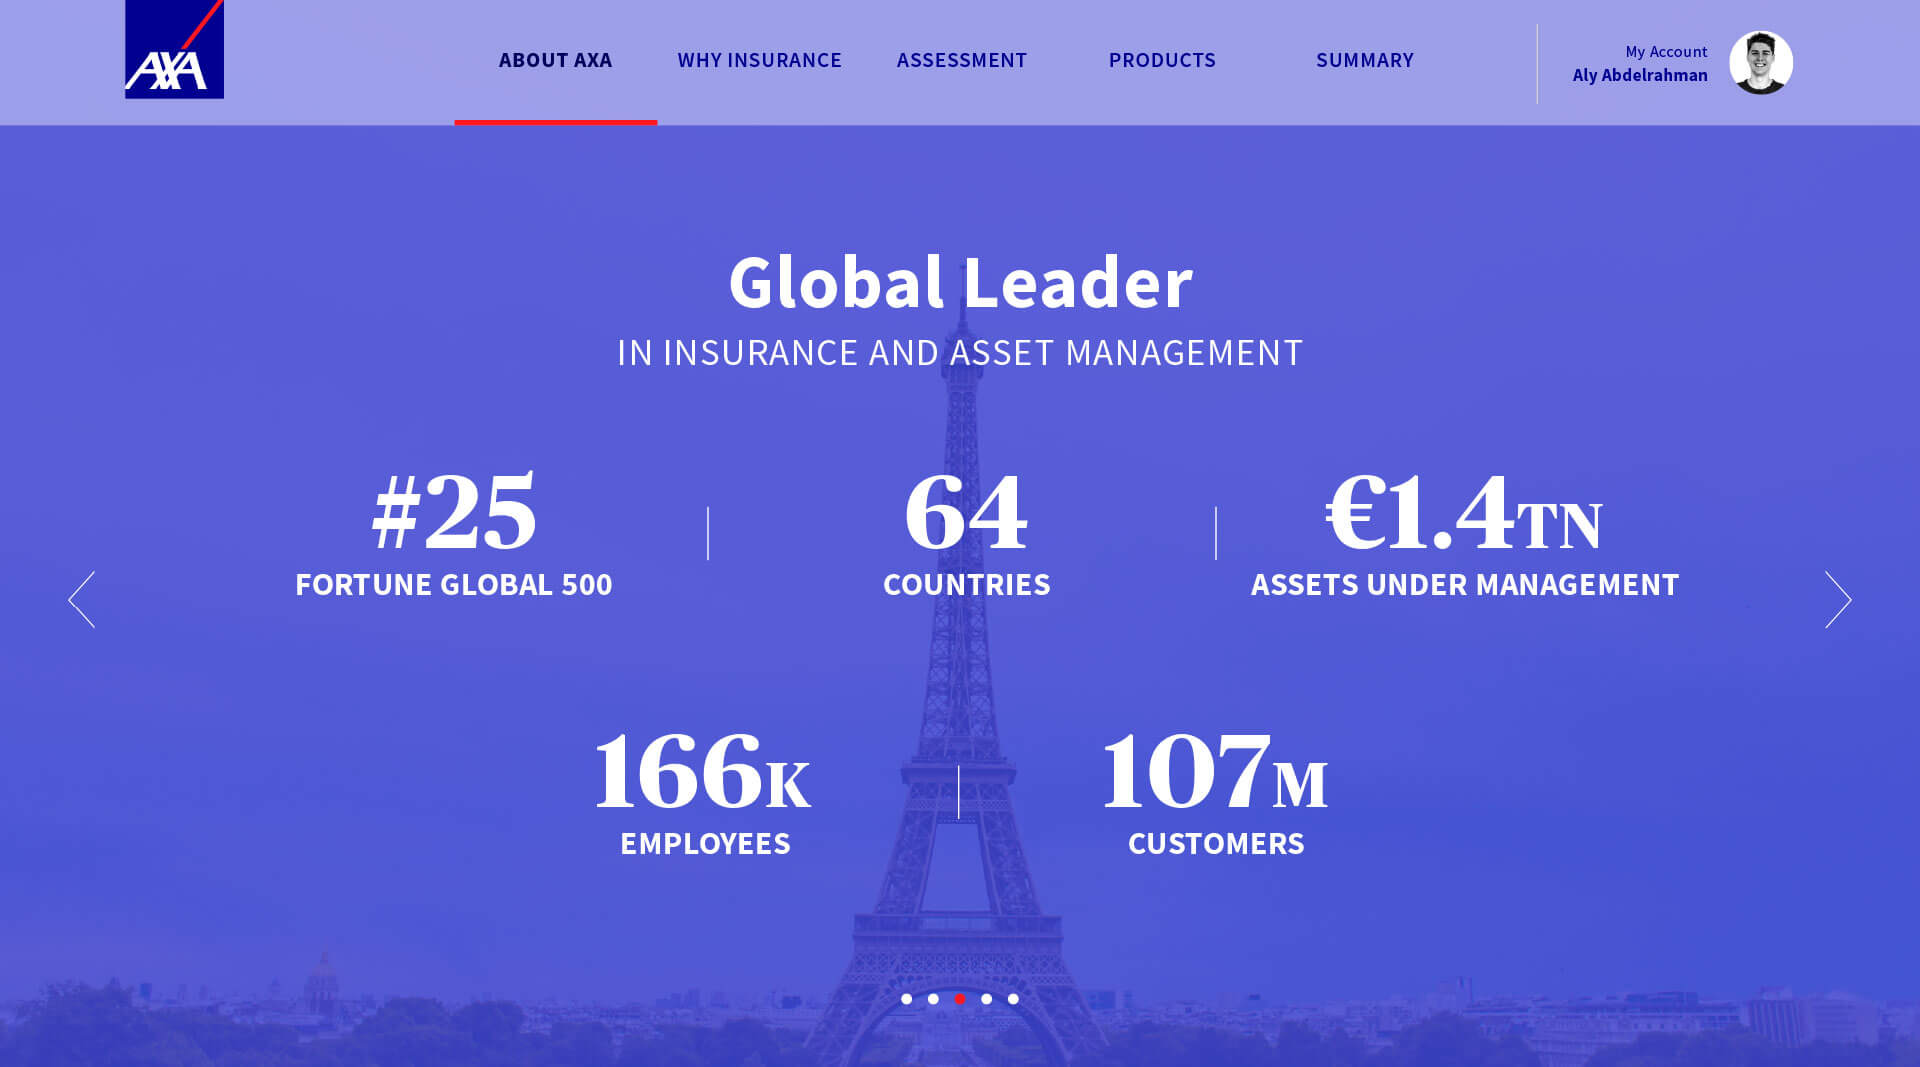 AXA
ABOUT AXA
WHY INSURANCE
ASSESSMENT
PRODUCTS
SUMMARY
My Account
Aly Abdelrahman
Global Leader
IN INSURANCE AND ASSET MANAGEMENT
#25
FORTUNE GLOBAL 500
64
COUNTRIES
€1.4TN
ASSETS UNDER MANAGEMENT
166K
EMPLOYEES
107M
CUSTOMERS